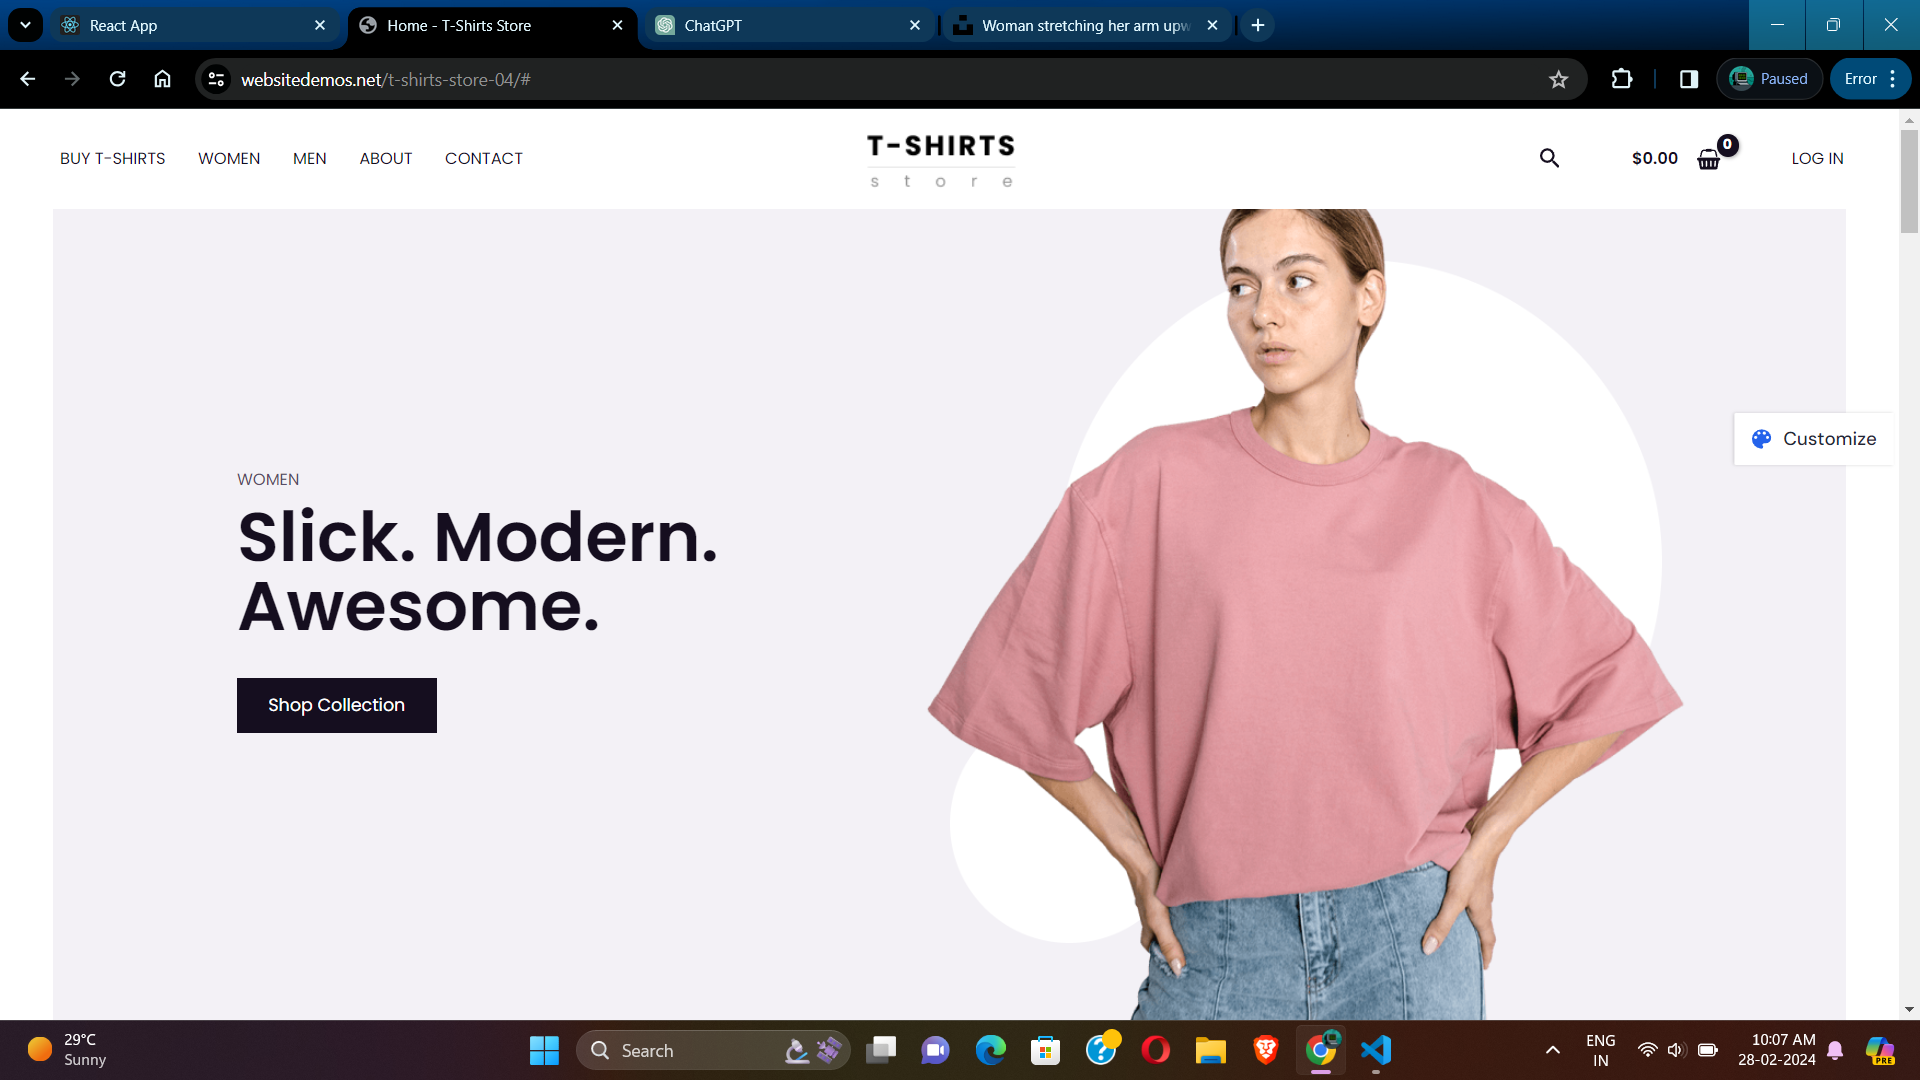 React App
Home - T-Shirts Store
ChatGPT
Woman stretching her arm upw
websitedemos.net/t-shirts-store-04/#
Paused
Error
BUY T-SHIRTS WOMEN MEN ABOUT CONTACT
T-SHIRTS
store
$0.00
0
LOG IN
Customize
WOMEN
Slick. Modern.
Awesome.
Shop Collection
29°C
Sunny
Search
PRE
ENG
IN
10:07 AM
28-02-2024